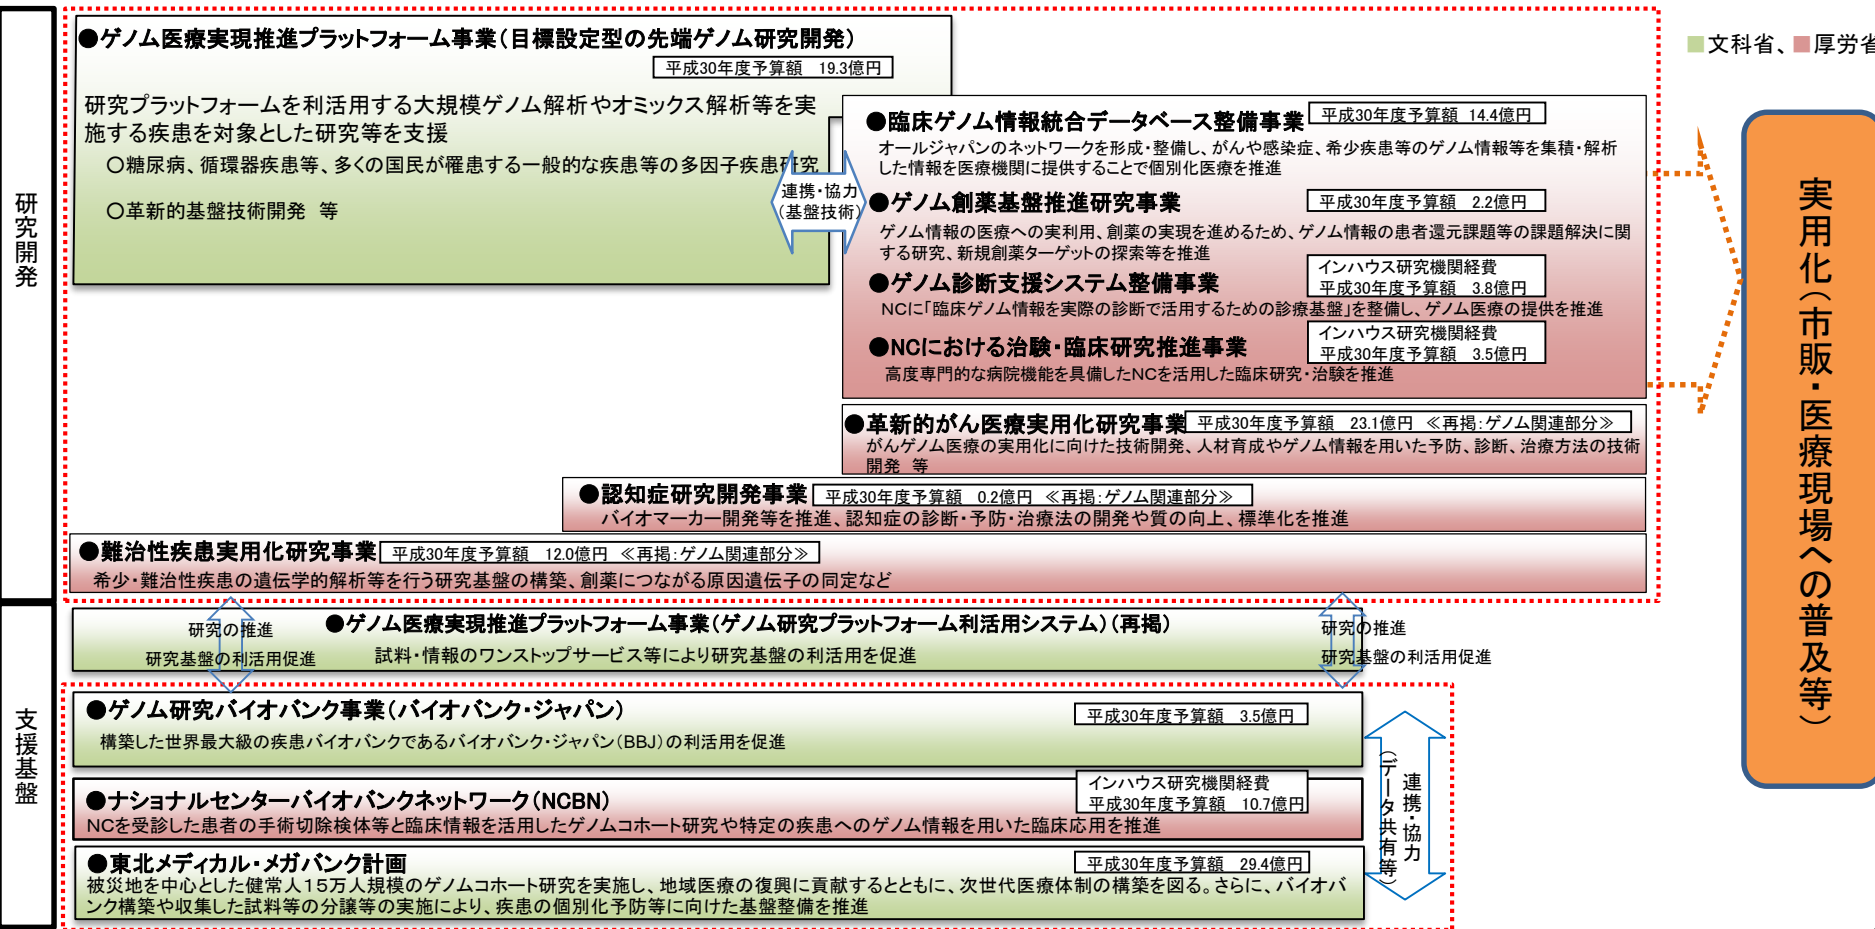 研究開発
●ゲノム医療実現推進プラットフォーム事業(目標設定型の先端ゲノム研究開発)
平成30年度予算額 19.3億円
研究プラットフォームを利活用する大規模ゲノム解析やオミックス解析等を実
施する疾患を対象とした研究等を支援
○糖尿病、循環器疾患等、多くの国民が罹患する一般的な疾患等の多因子疾患研究
○革新的基盤技術開発 等
連携・協力
(基盤技術)
■文科省、■厚労省
●臨床ゲノム情報統合データベース整備事業
平成30年度予算額 14.4億円
オールジャパンのネットワークを形成・整備し、がんや感染症、希少疾患等のゲノム情報等を集積・解析
した情報を医療機関に提供することで個別化医療を推進
●ゲノム創薬基盤推進研究事業
平成30年度予算額 2.2億円
ゲノム情報の医療への実利用、創薬の実現を進めるため、ゲノム情報の患者還元課題等の課題解決に関
する研究、新規創薬ターゲットの探索等を推進
●ゲノム診断支援システム整備事業
インハウス研究機関経費
平成30年度予算額 3.8億円
NCに「臨床ゲノム情報を実際の診断で活用するための診療基盤」を整備し、ゲノム医療の提供を推進
●NCにおける治験・臨床研究推進事業
インハウス研究機関経費
平成30年度予算額 3.5億円
高度専門的な病院機能を具備したNCを活用した臨床研究・治験を推進
●革新的がん医療実用化研究事業
平成30年度予算額 23.1億円 ≪再掲:ゲノム関連部分≫
がんゲノム医療の実用化に向けた技術開発、人材育成やゲノム情報を用いた予防、診断、治療方法の技術
開発 等
●認知症研究開発事業
平成30年度予算額 0.2億円 ≪再掲:ゲノム関連部分≫
バイオマーカー開発等を推進、認知症の診断・予防・治療法の開発や質の向上、標準化を推進
●難治性疾患実用化研究事業
平成30年度予算額 12.0億円 ≪再掲:ゲノム関連部分≫
希少・難治性疾患の遺伝学的解析等を行う研究基盤の構築、創薬につながる原因遺伝子の同定など
実用化(市販・医療現場への普及等)
支援基盤
研究の推進
研究基盤の利活用促進
●ゲノム医療実現推進プラットフォーム事業(ゲノム研究プラットフォーム利活用システム)(再掲)
試料・情報のワンストップサービス等により研究基盤の利活用を促進
研究の推進
研究基盤の利活用促進
●ゲノム研究バイオバンク事業(バイオバンク・ジャパン)
平成30年度予算額 3.5億円
構築した世界最大級の疾患バイオバンクであるバイオバンク・ジャパン(BBJ)の利活用を促進
●ナショナルセンターバイオバンクネットワーク(NCBN)
インハウス研究機関経費
平成30年度予算額 10.7億円
NCを受診した患者の手術切除検体等と臨床情報を活用したゲノムコホート研究や特定の疾患へのゲノム情報を用いた臨床応用を推進
●東北メディカル・メガバンク計画
平成30年度予算額 29.4億円
被災地を中心とした健常人15万人規模のゲノムコホート研究を実施し、地域医療の復興に貢献するとともに、次世代医療体制の構築を図る。さらに、バイオバ
ンク構築や収集した試料等の分譲等の実施により、疾患の個別化予防等に向けた基盤整備を推進
連携・協力
(データ共有等)